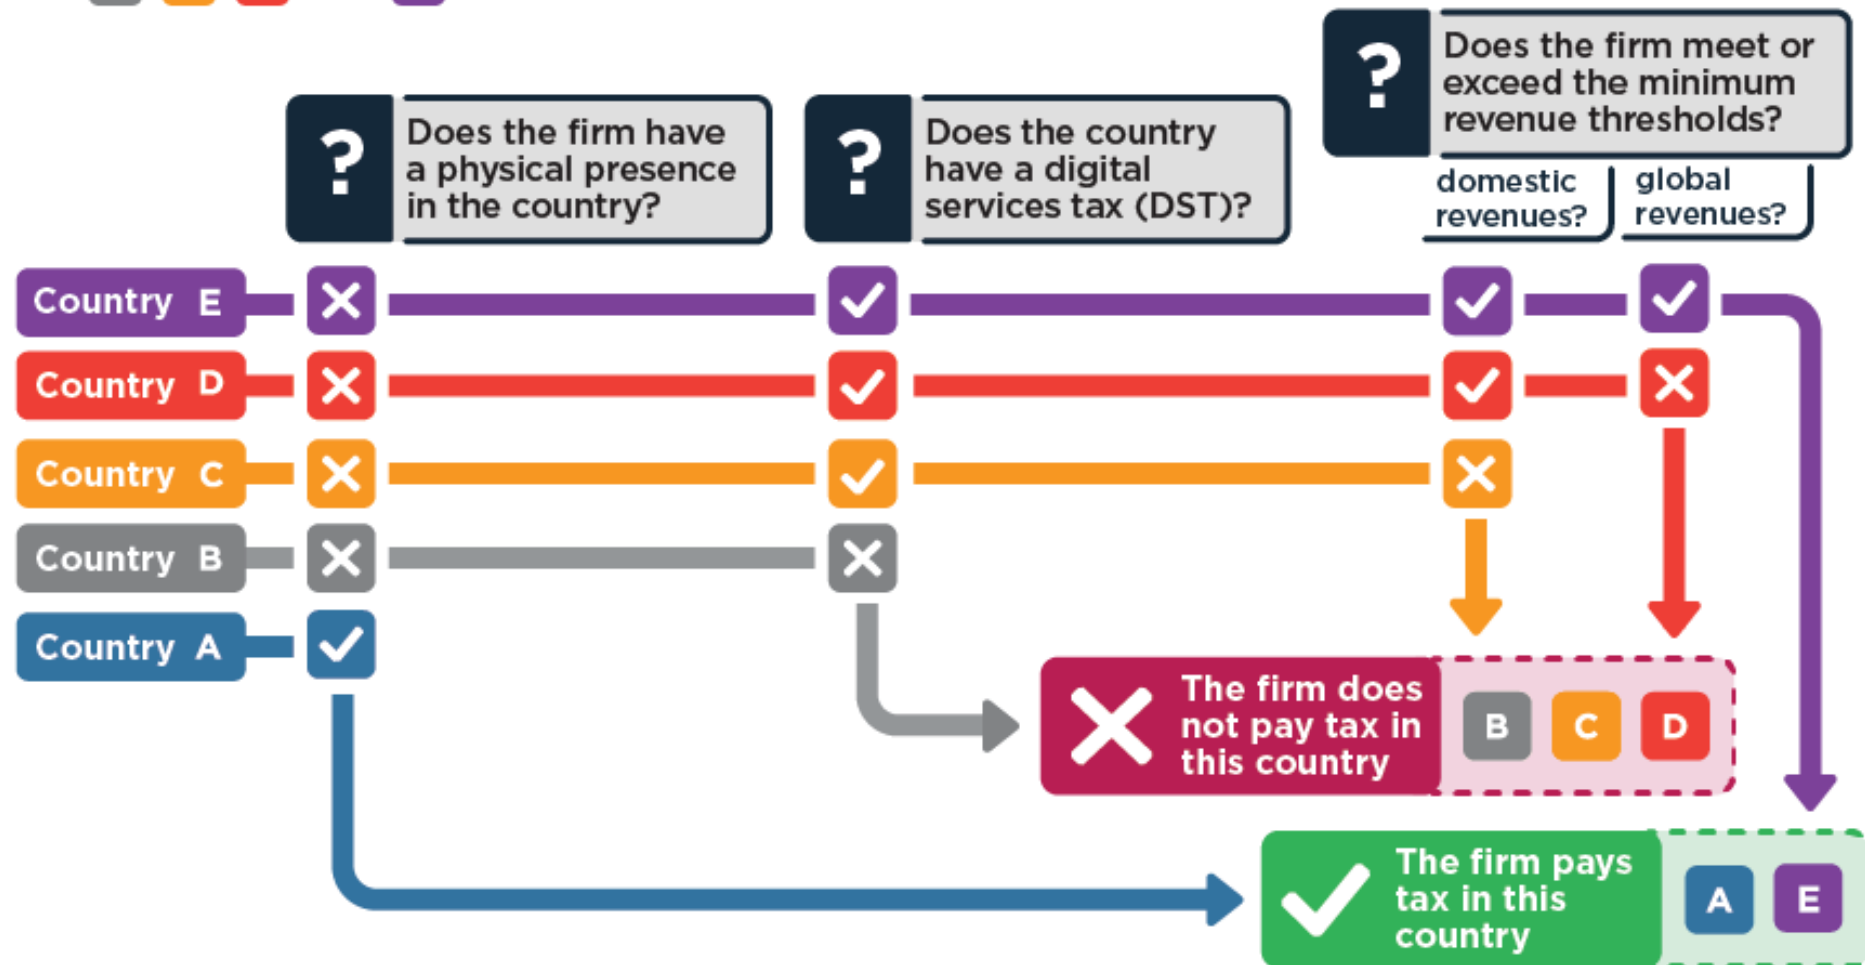 Does the firm meet or
exceed the minimum
revenue thresholds?
?
Does the firm have
a physical presence
in the country?
?
Does the country
have a digital
services tax (DST)?
?
domestic
revenues?
global
revenues?
Country E
Country D
Country C
Country B
Country A
The firm does
not pay tax in
this country
B C D
The firm pays
tax in this
country
A E